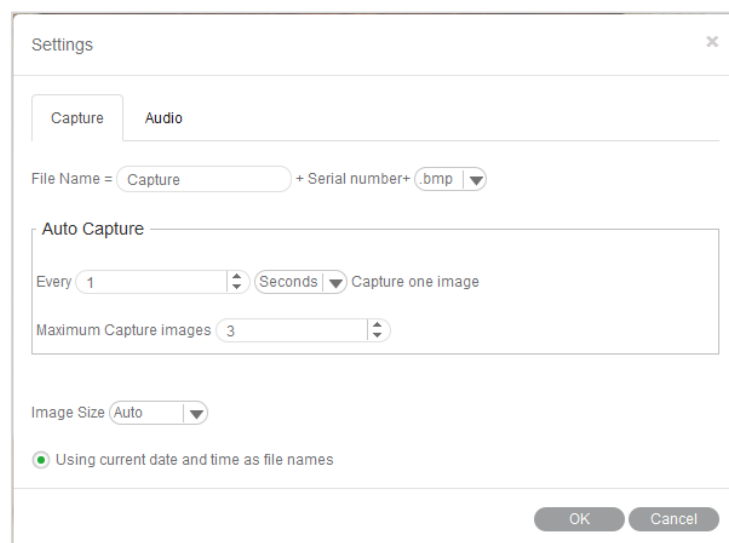 Settings
Capture Audio
File Name = Capture + Serial number+ .bmp
Auto Capture
Every 1 Seconds Capture one image
Maximum Capture images 3
Image Size Auto
Using current date and time as file names
OK Cancel